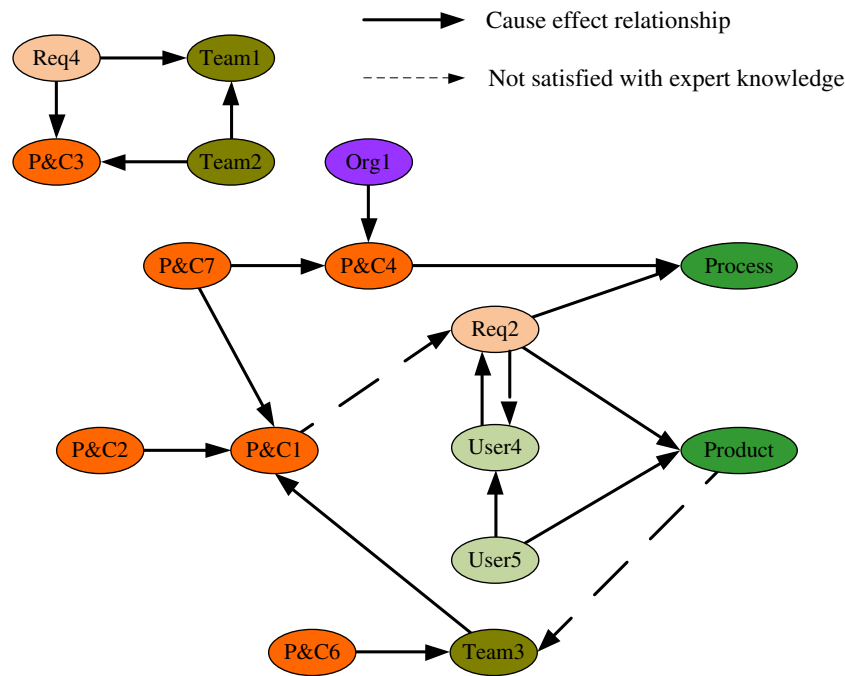 Cause effect relationship
Req4
Team1
Not satisfied with expert knowledge
P&C3
Team2
Org1
P&C7
P&C4
Process
Req2
P&C2
P&C1
User4
Product
User5
P&C6
Team3